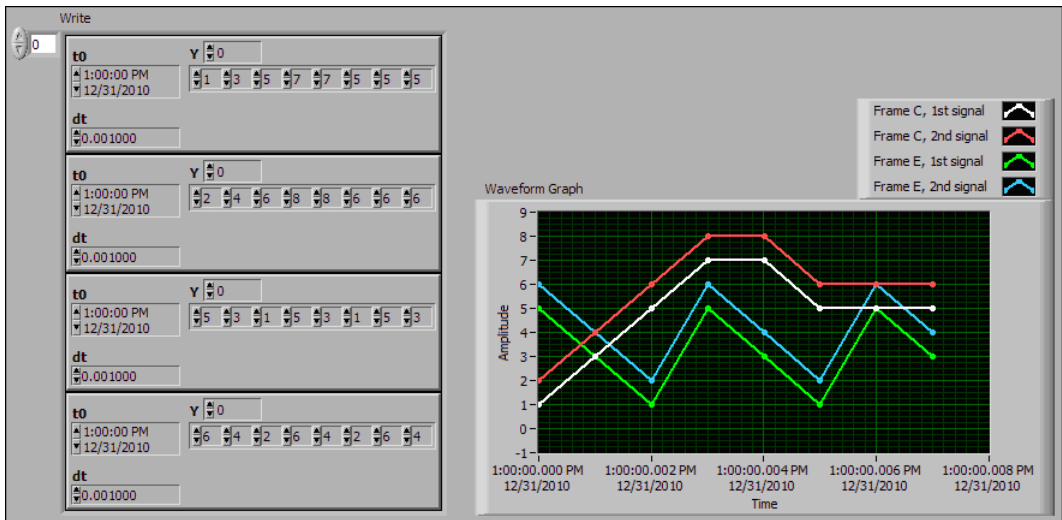 Write
0
t0
Y 0
1:00:00 PM
12/31/2010
1 3 5 7 7 5 5 5
dt
0.001000
t0
Y 0
1:00:00 PM
12/31/2010
2 4 6 8 8 6 6 6
dt
0.001000
t0
Y 0
1:00:00 PM
12/31/2010
5 3 1 5 3 1 5 3
dt
0.001000
t0
Y 0
1:00:00 PM
12/31/2010
6 4 2 6 4 2 6 4
dt
0.001000
Frame C, 1st signal
Frame C, 2nd signal
Frame E, 1st signal
Frame E, 2nd signal
Waveform Graph
Amplitude
9
8
7
6
5
4
3
2
1
0
-1
1:00:00.000 PM 1:00:00.002 PM 1:00:00.004 PM 1:00:00.006 PM 1:00:00.008 PM
12/31/2010 12/31/2010 12/31/2010 12/31/2010 12/31/2010
Time